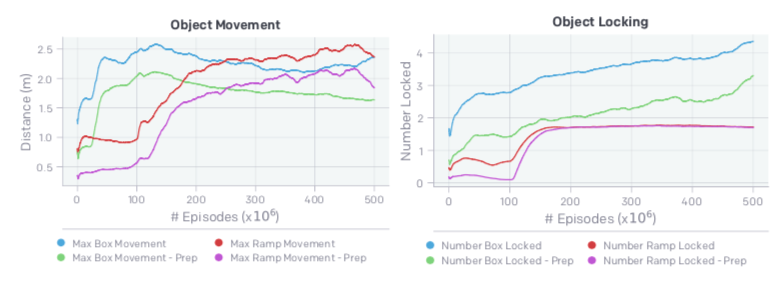 Object Movement
Distance (m)
2.5
2.0
1.5
1.0
0.5
0 100 200 300 400 500
# Episodes (x10⁶)
Max Box Movement
Max Ramp Movement
Max Box Movement - Prep
Max Ramp Movement - Prep
Object Locking
Number Locked
4
3
2
1
0
0 100 200 300 400 500
# Episodes (x10⁶)
Number Box Locked
Number Ramp Locked
Number Box Locked - Prep
Number Ramp Locked - Prep